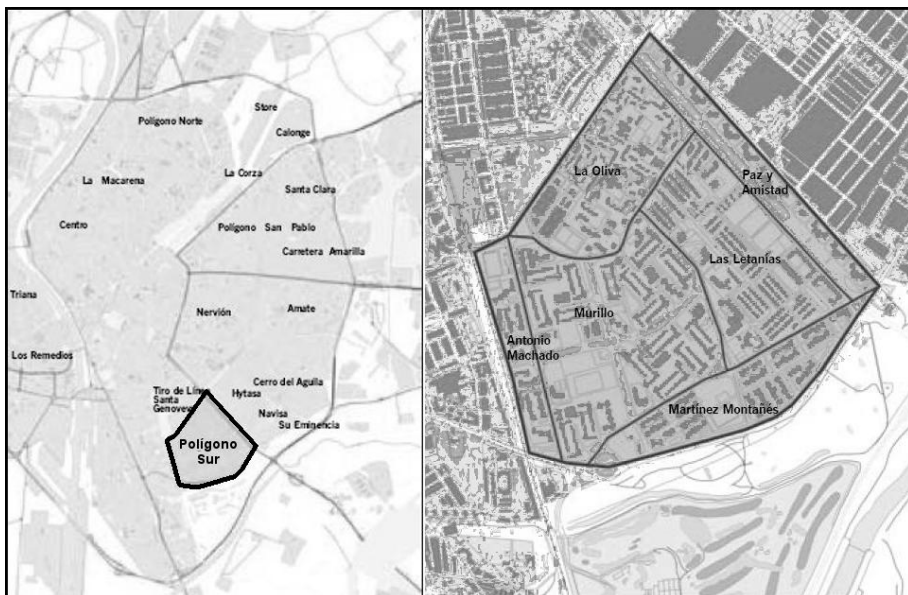 Store
Polígono Norte
Calonge
La Corza
La Macarena
Santa Clara
Centro
Polígono San Pablo
Carretera Amarilla
Triana
Nervión
Amate
Los Remedios
Cerro del Aguila
Tiro de Lín
Hytasa
Santa
Genovev
Navisa
Su Eminencia
Polígono
Sur
La Oliva
Paz y
Amistad
Las Letanías
Murillo
Antonio
Machado
Martínez Montañés